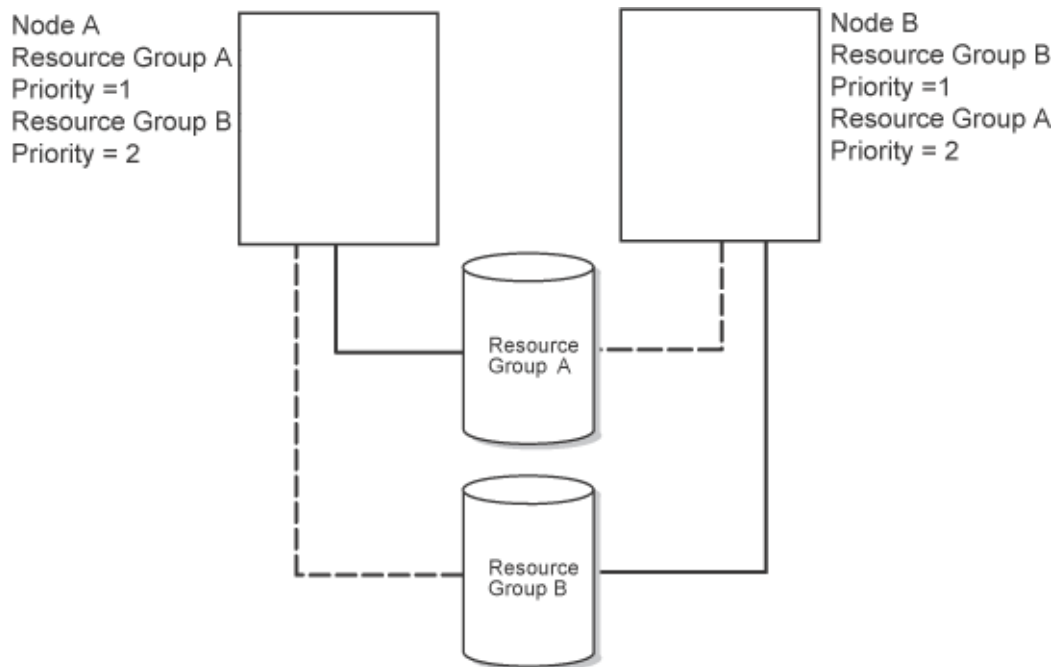 Node A
Resource Group A
Priority =1
Resource Group B
Priority = 2
Node B
Resource Group B
Priority =1
Resource Group A
Priority = 2
Resource
Group A
Resource
Group B